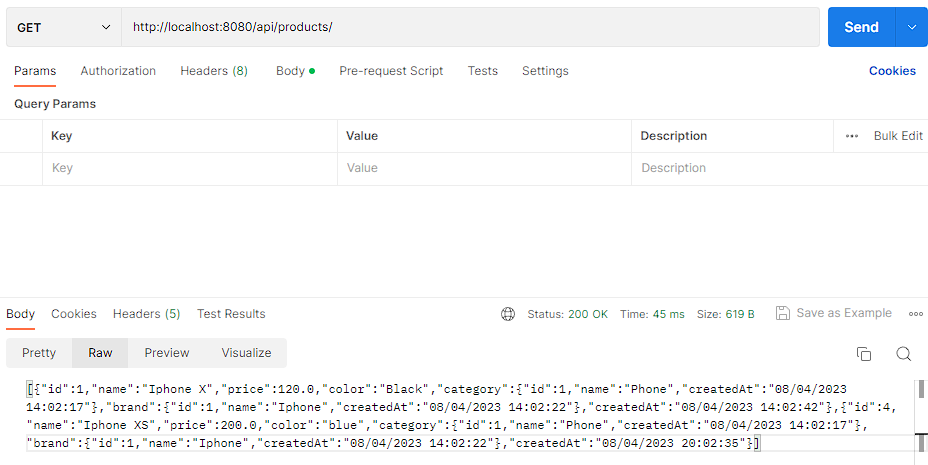 GET http://localhost:8080/api/products/ Send
Params Authorization Headers (8) Body Pre-request Script Tests Settings Cookies
Query Params
Key Value Description Bulk Edit
Key Value Description
Body Cookies Headers (5) Test Results Status: 200 OK Time: 45 ms Size: 619 B Save as Example
Pretty Raw Preview Visualize
[{"id":1,"name":"Iphone X","price":120.0,"color":"Black","category":{"id":1,"name":"Phone","createdAt":"08/04/2023
14:02:17"},"brand":{"id":1,"name":"Iphone","createdAt":"08/04/2023 14:02:22"},"createdAt":"08/04/2023 14:02:42"},{"id":4,
"name":"Iphone XS","price":200.0,"color":"blue","category":{"id":1,"name":"Phone","createdAt":"08/04/2023 14:02:17"},
"brand":{"id":1,"name":"Iphone","createdAt":"08/04/2023 14:02:22"},"createdAt":"08/04/2023 20:02:35"}]